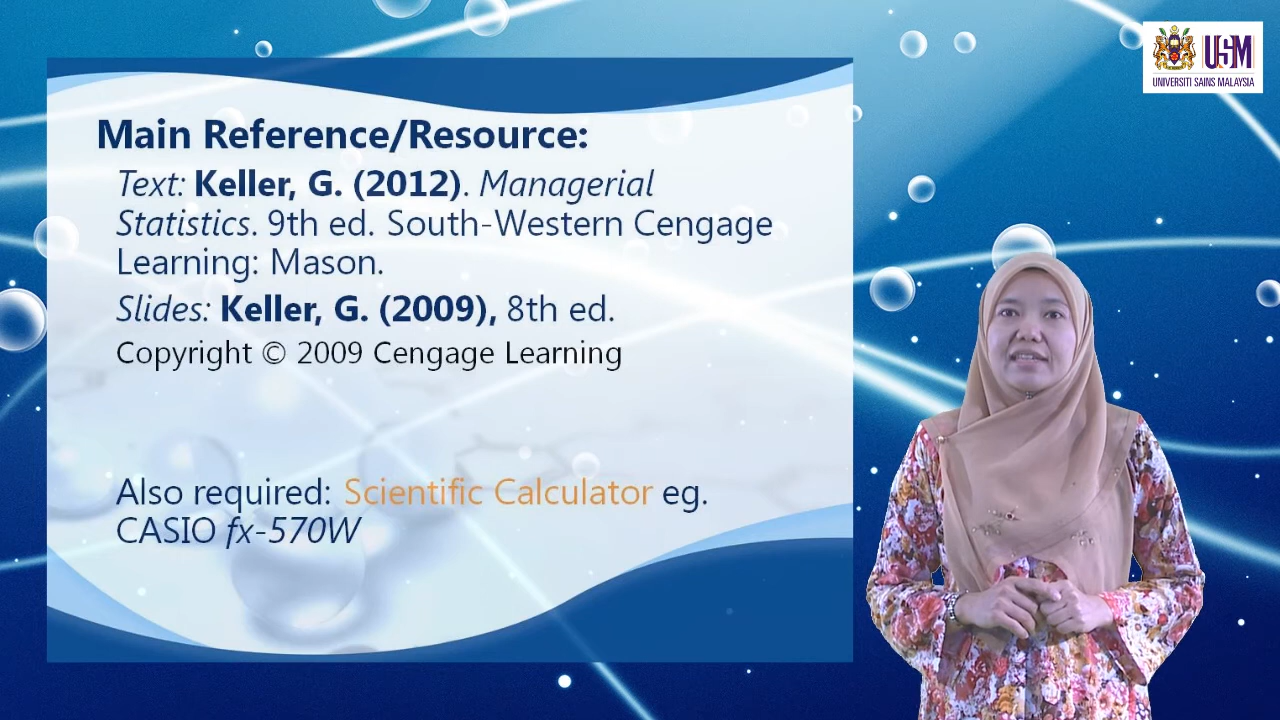 USM
UNIVERSITI SAINS MALAYSIA
Main Reference/Resource:
Text: Keller, G. (2012). Managerial
Statistics. 9th ed. South-Western Cengage
Learning: Mason.
Slides: Keller, G. (2009), 8th ed.
Copyright © 2009 Cengage Learning
Also required: Scientific Calculator eg.
CASIO fx-570W